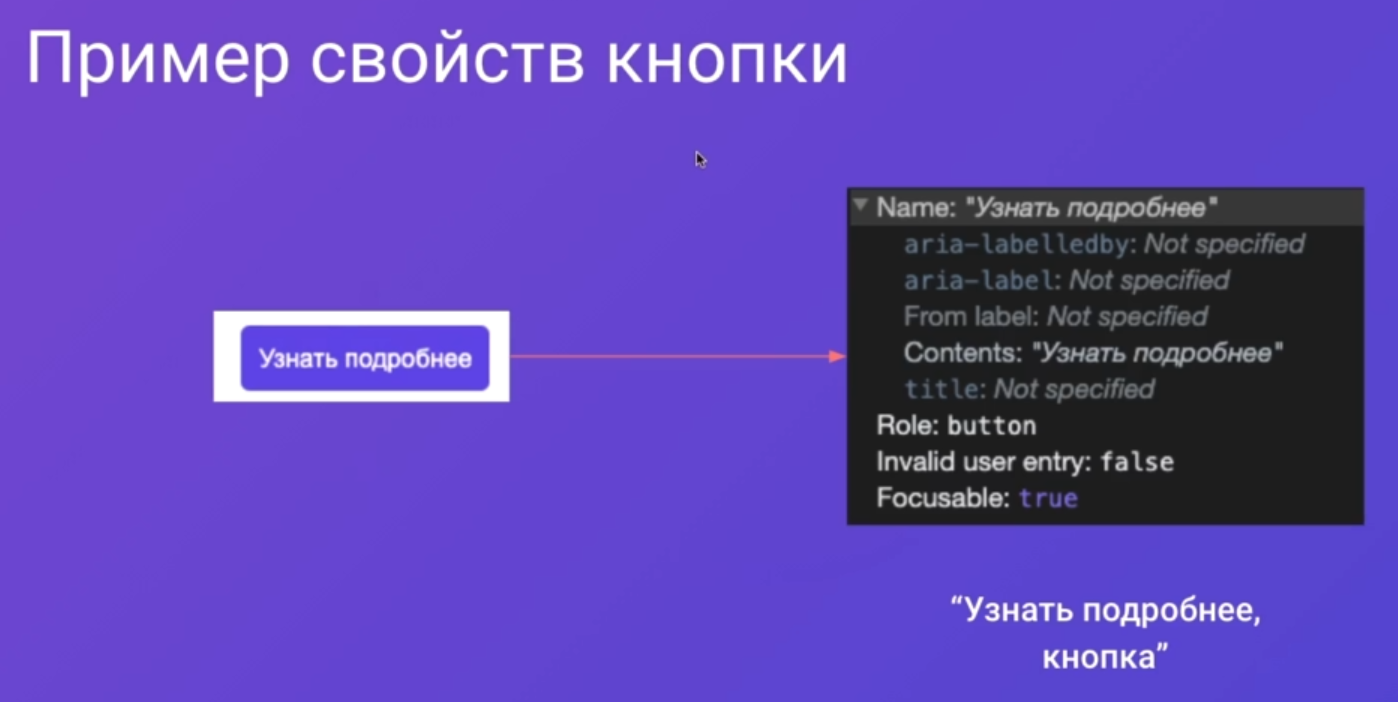 Пример свойств кнопки
Узнать подробнее
Name: "Узнать подробнее"
aria-labelledby: Not specified
aria-label: Not specified
From label: Not specified
Contents: "Узнать подробнее"
title: Not specified
Role: button
Invalid user entry: false
Focusable: true
“Узнать подробнее,
кнопка”